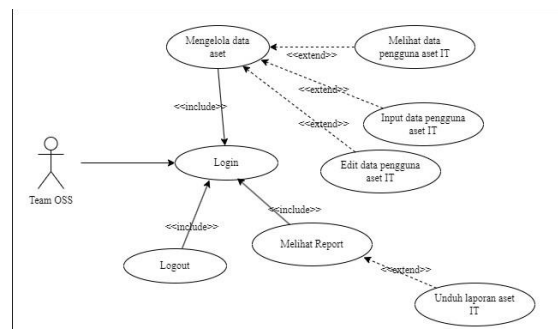 Mengelola data
aset
Melihat data
pengguna aset IT
<<extend>>
<<extend>>
<<include>>
<<extend>>
Input data pengguna
aset IT
Login
Edit data pengguna
aset IT
Team OSS
<<include>>
<<include>>
Melihat Report
Logout
<<extend>>
Unduh laporan aset
IT